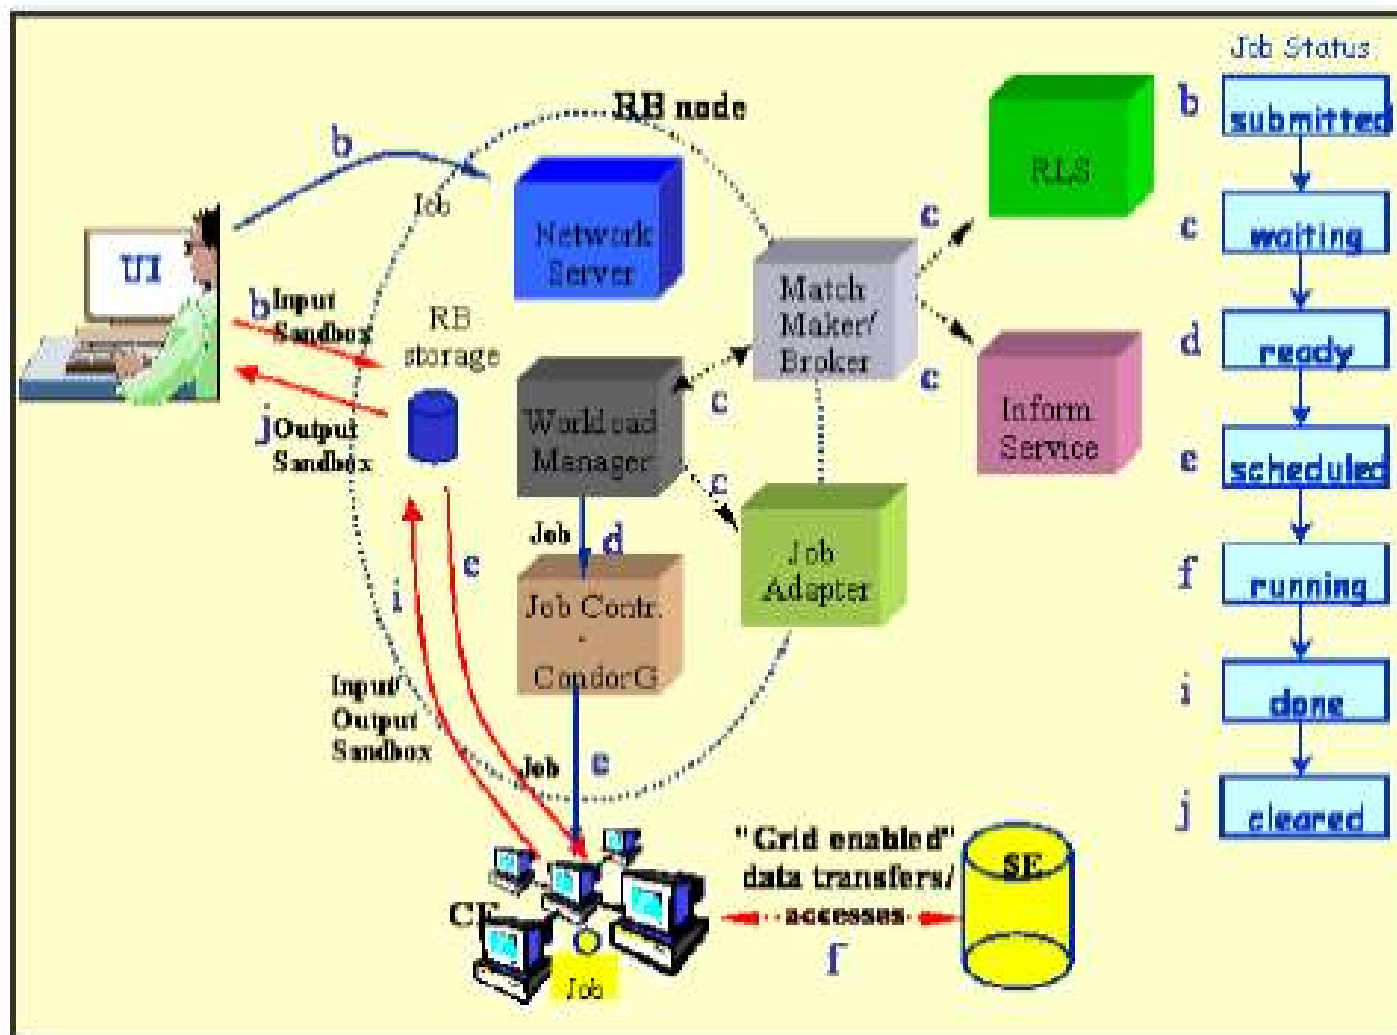 Job Status
RB node
b
submitted
b
RLS
Job
Network
Server
c
c
waiting
UI
Match
Maker/
Broker
b
Input
Sandbox
RB
storage
d
ready
c
c
Inform.
Service
j
Output
Sandbox
Workload
Manager
c
e
scheduled
Job
d
e
Job
Adapter
f
running
i
Job Contr.
-
CondorG
Input/
Output
Sandbox
i
done
Job
e
j
cleared
"Grid enabled"
data transfers/
accesses
SE
CE
f
Job